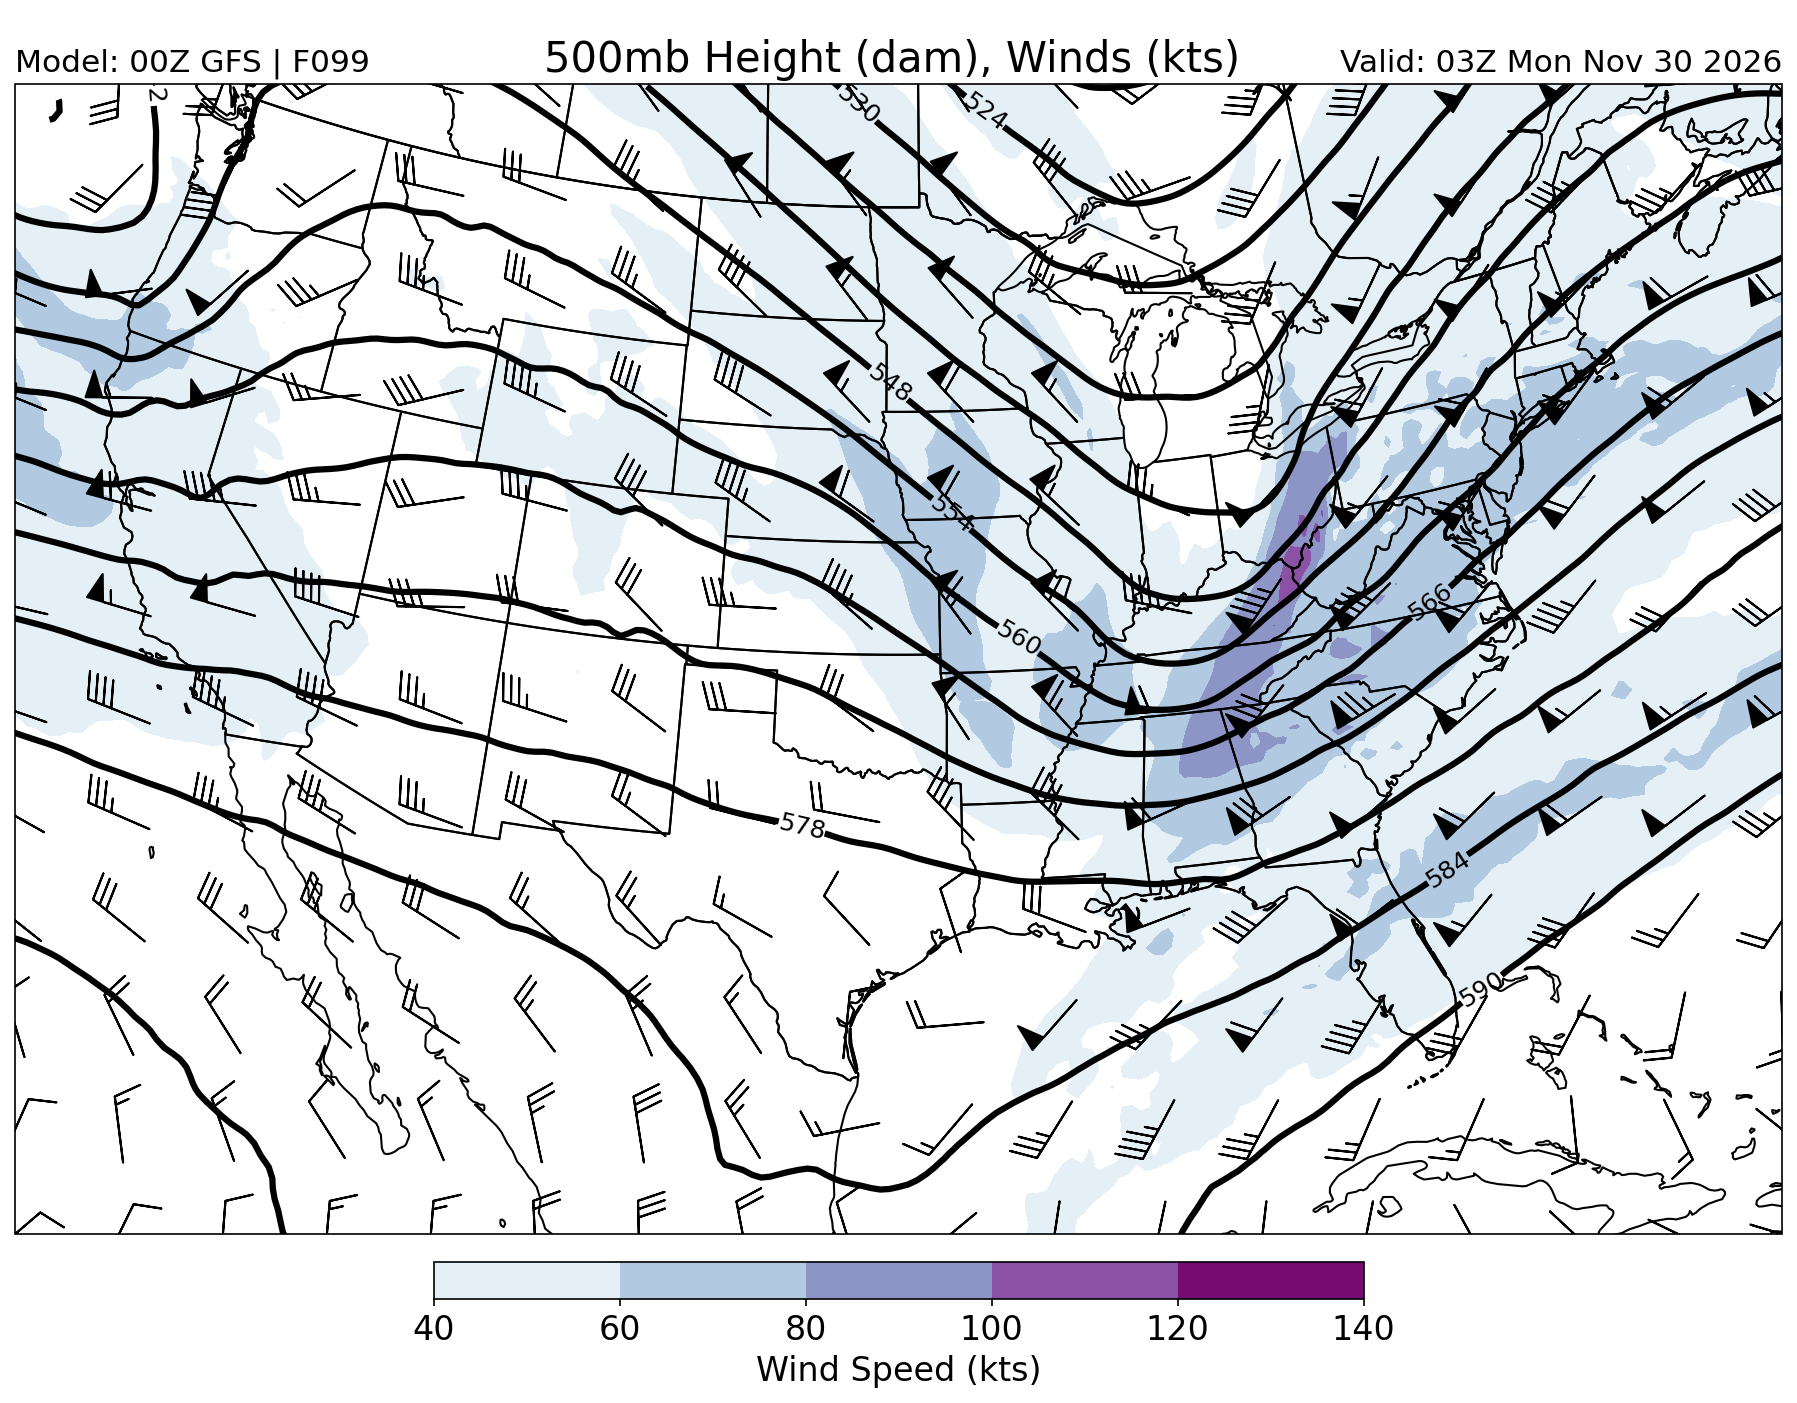 Model: 00Z GFS | F099
500mb Height (dam), Winds (kts)
Valid: 03Z Mon Nov 30 2026
530
524
548
554
560
566
578
584
590
40 60 80 100 120 140
Wind Speed (kts)